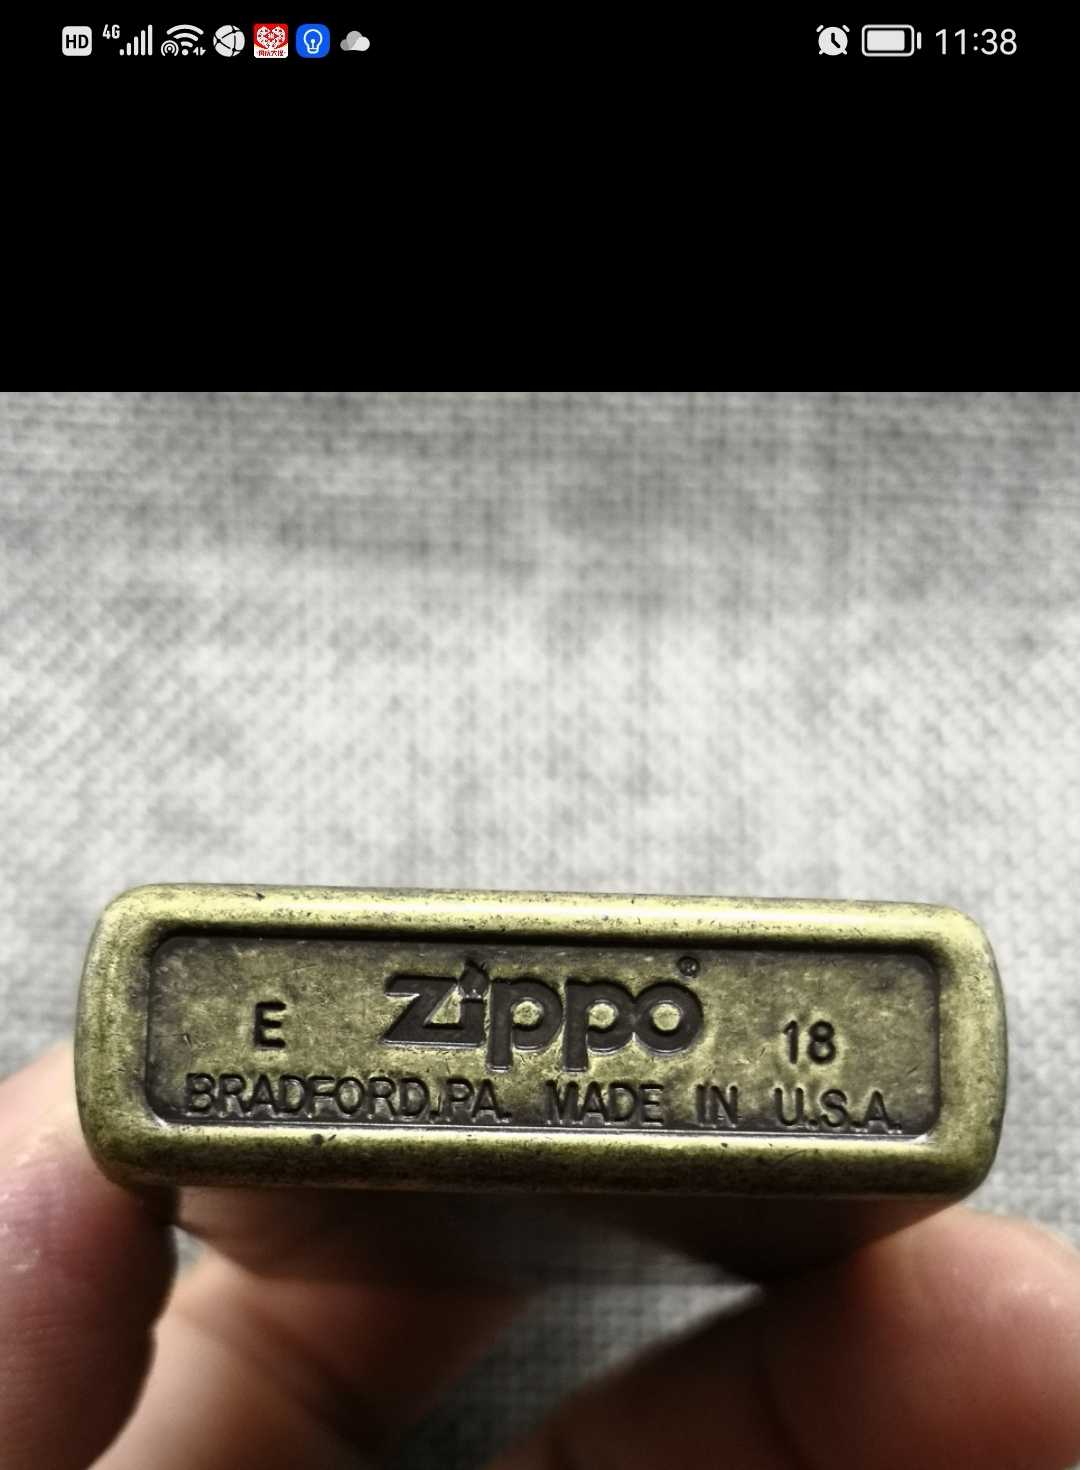 HD 4G 11:38
zippo®
E 18
BRADFORD,PA. MADE IN U.S.A.